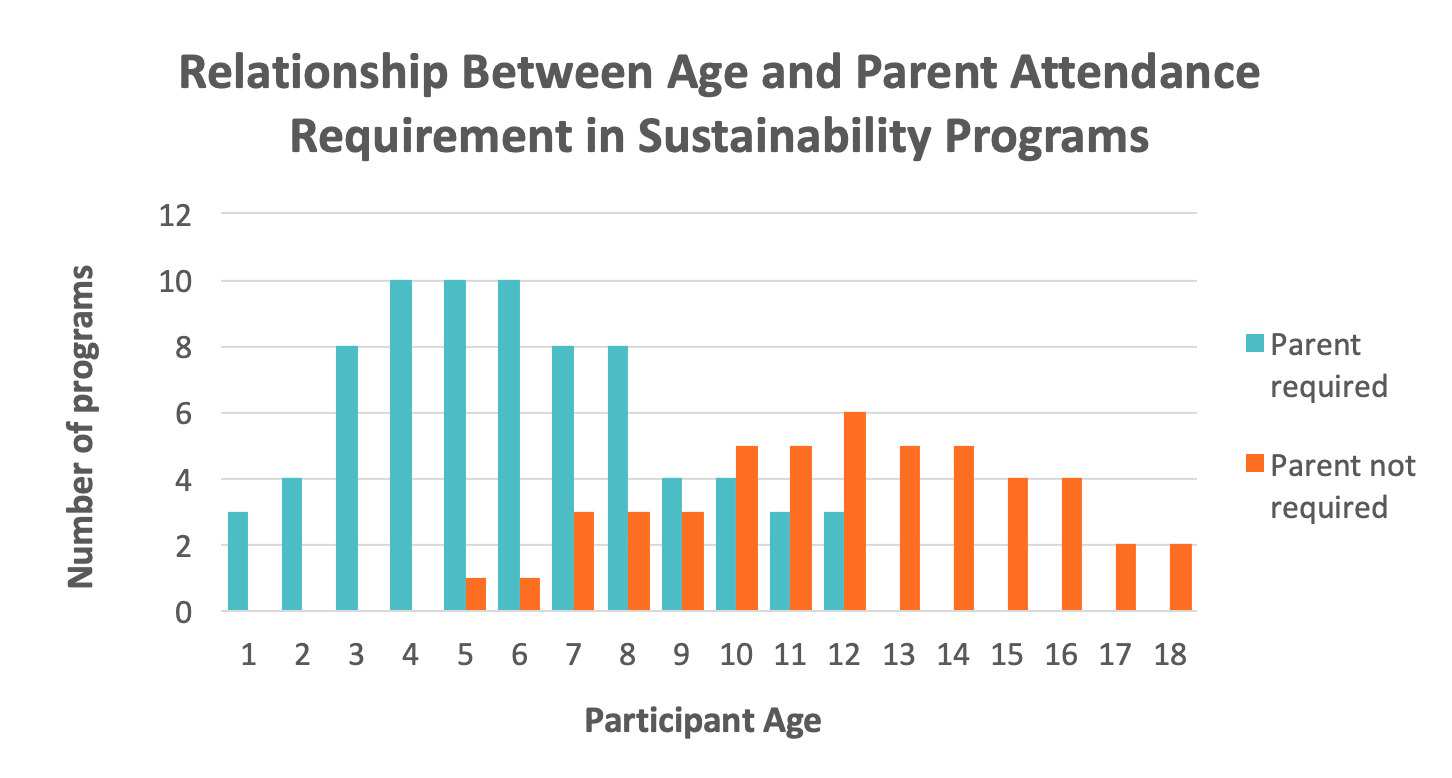 Relationship Between Age and Parent Attendance
Requirement in Sustainability Programs
12
10
8
6
4
2
0
Number of programs
1 2 3 4 5 6 7 8 9 10 11 12 13 14 15 16 17 18
Participant Age
Parent
required
Parent not
required